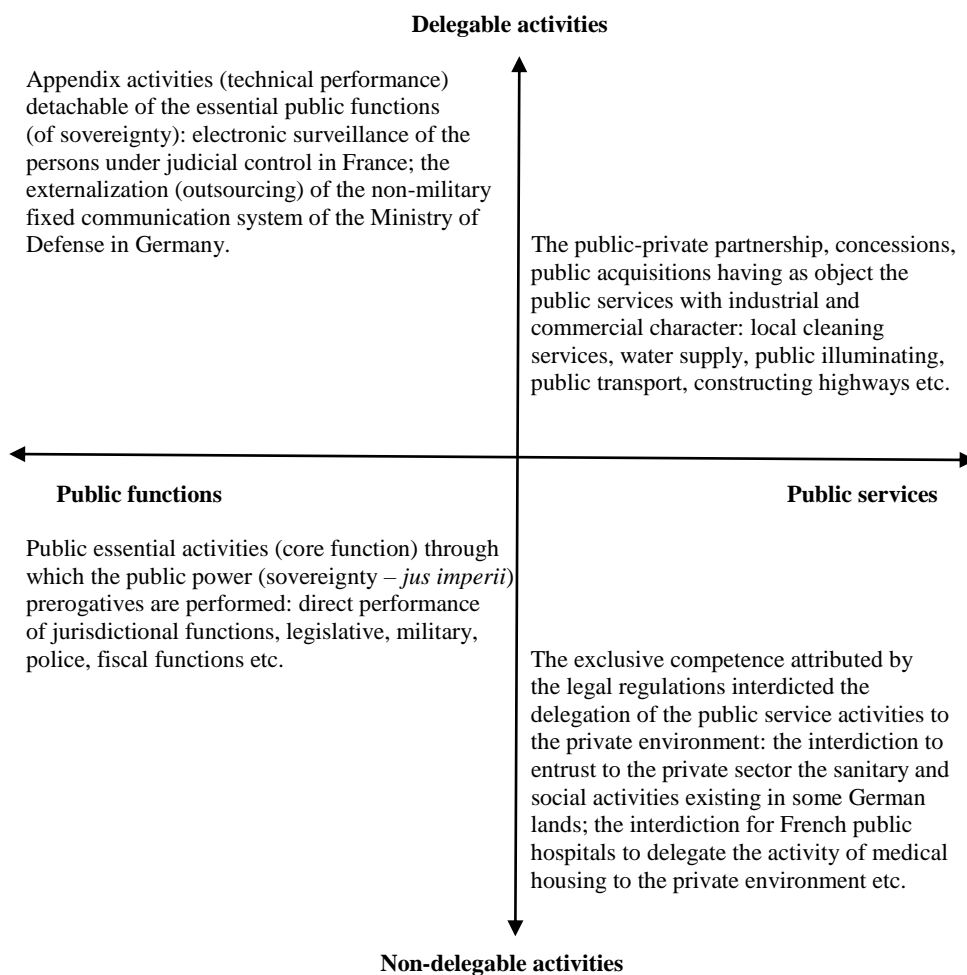 Delegable activities
Appendix activities (technical performance)
detachable of the essential public functions
(of sovereignty): electronic surveillance of the
persons under judicial control in France; the
externalization (outsourcing) of the non-military
fixed communication system of the Ministry of
Defense in Germany.
The public-private partnership, concessions,
public acquisitions having as object the
public services with industrial and
commercial character: local cleaning
services, water supply, public illuminating,
public transport, constructing highways etc.
Public functions
Public services
Public essential activities (core function) through
which the public power (sovereignty – jus imperii)
prerogatives are performed: direct performance
of jurisdictional functions, legislative, military,
police, fiscal functions etc.
The exclusive competence attributed by
the legal regulations interdicted the
delegation of the public service activities to
the private environment: the interdiction to
entrust to the private sector the sanitary and
social activities existing in some German
lands; the interdiction for French public
hospitals to delegate the activity of medical
housing to the private environment etc.
Non-delegable activities